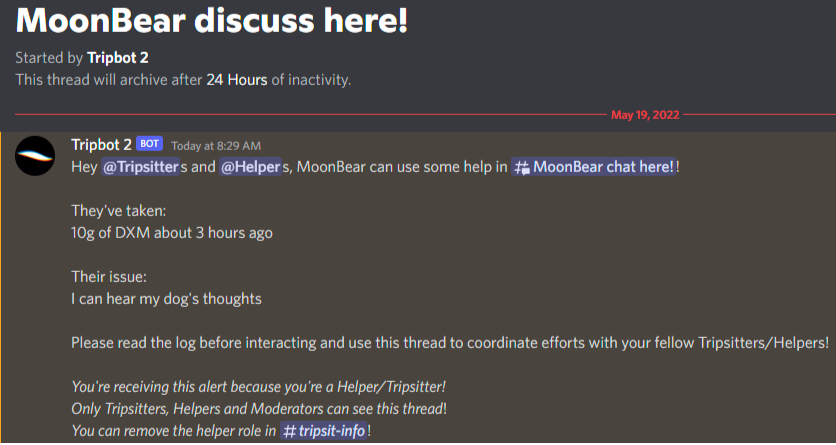 MoonBear discuss here!
Started by Tripbot 2
This thread will archive after 24 Hours of inactivity.
May 19, 2022
Tripbot 2 BOT Today at 8:29 AM
Hey @Tripsitters and @Helpers, MoonBear can use some help in # MoonBear chat here!!
They've taken:
10g of DXM about 3 hours ago
Their issue:
I can hear my dog's thoughts
Please read the log before interacting and use this thread to coordinate efforts with your fellow Tripsitters/Helpers!
You're receiving this alert because you're a Helper/Tripsitter!
Only Tripsitters, Helpers and Moderators can see this thread!
You can remove the helper role in # tripsit-info!